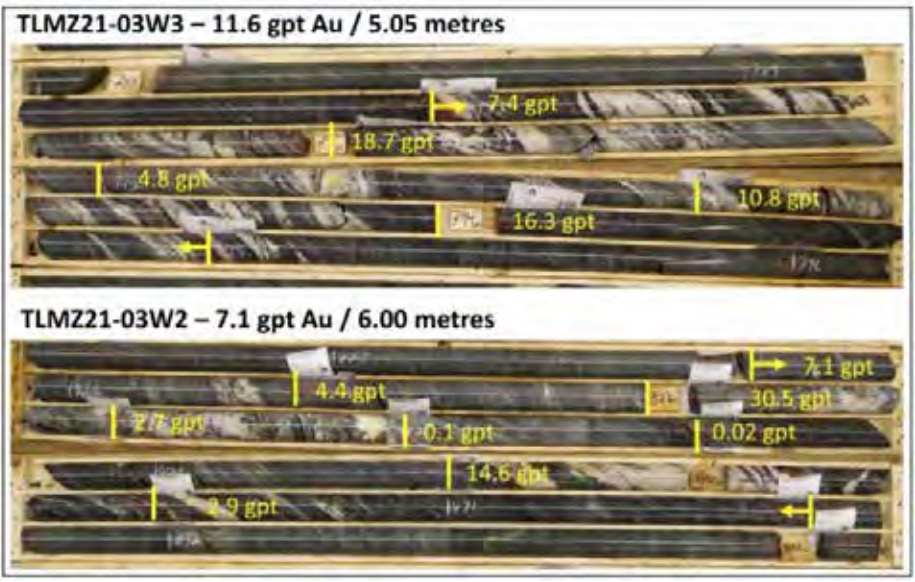 TLMZ21-03W3 – 11.6 gpt Au / 5.05 metres
7.4 gpt
18.7 gpt
4.8 gpt
10.8 gpt
16.3 gpt
TLMZ21-03W2 – 7.1 gpt Au / 6.00 metres
7.1 gpt
4.4 gpt
30.5 gpt
2.7 gpt
0.1 gpt
0.02 gpt
14.6 gpt
2.9 gpt